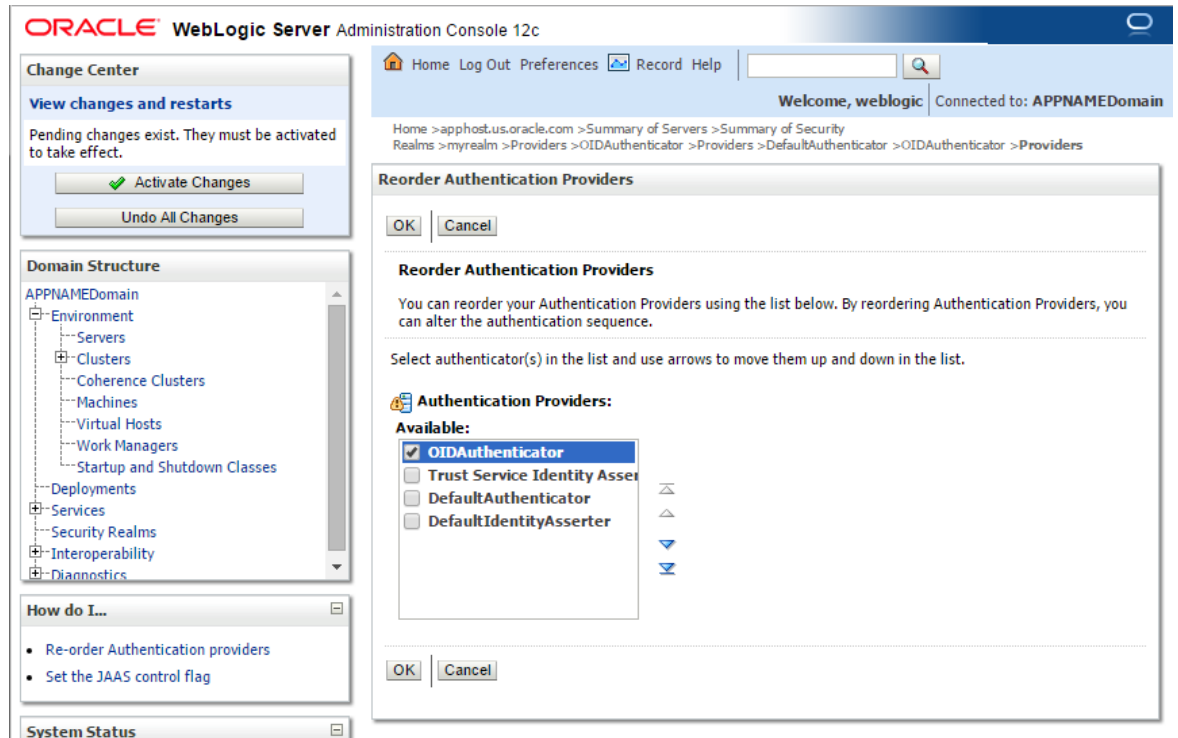 ORACLE WebLogic Server Administration Console 12c
Change Center
View changes and restarts
Pending changes exist. They must be activated
to take effect.
Activate Changes
Undo All Changes
Domain Structure
APPNAMEDomain
Environment
Servers
Clusters
Coherence Clusters
Machines
Virtual Hosts
Work Managers
Startup and Shutdown Classes
Deployments
Services
Security Realms
Interoperability
Diagnostics
How do I...
Re-order Authentication providers
Set the JAAS control flag
System Status
Home Log Out Preferences Record Help
Welcome, weblogic Connected to: APPNAMEDomain
Home >apphost.us.oracle.com >Summary of Servers >Summary of Security
Realms >myrealm >Providers >OIDAuthenticator >Providers >DefaultAuthenticator >OIDAuthenticator >Providers
Reorder Authentication Providers
OK Cancel
Reorder Authentication Providers
You can reorder your Authentication Providers using the list below. By reordering Authentication Providers, you
can alter the authentication sequence.
Select authenticator(s) in the list and use arrows to move them up and down in the list.
Authentication Providers:
Available:
OIDAuthenticator
Trust Service Identity Asser
DefaultAuthenticator
DefaultIdentityAsserter
OK Cancel